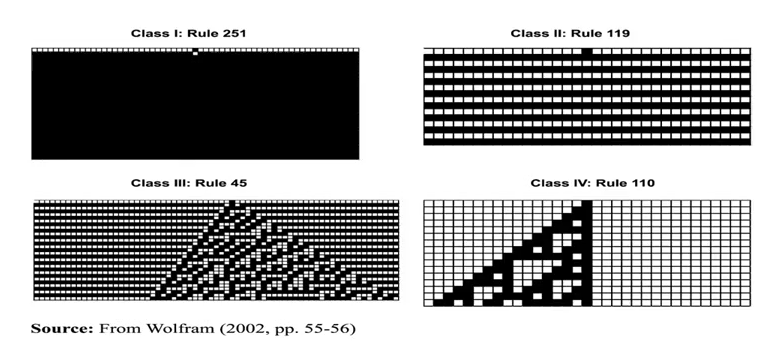 Class I: Rule 251
Class II: Rule 119
Class III: Rule 45
Class IV: Rule 110
Source: From Wolfram (2002, pp. 55-56)